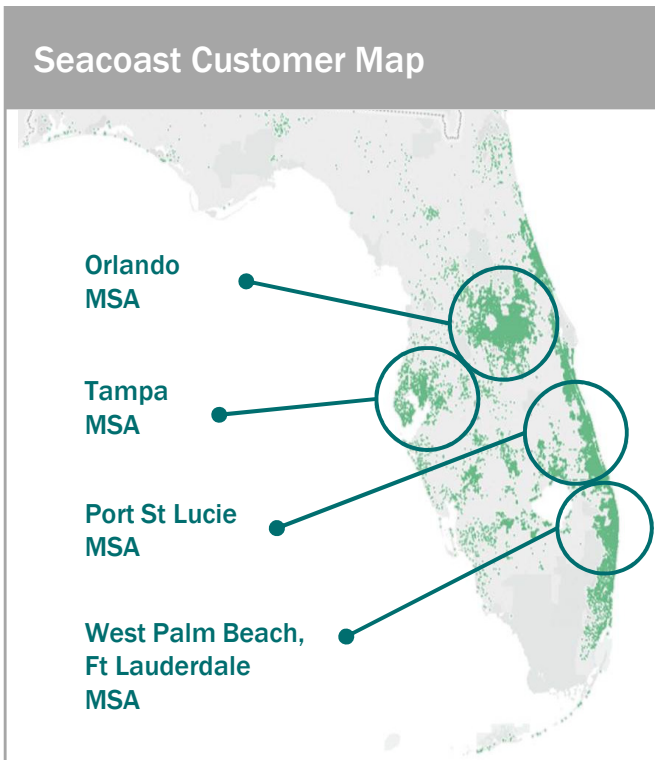 Seacoast Customer Map
Orlando
MSA
Tampa
MSA
Port St Lucie
MSA
West Palm Beach,
Ft Lauderdale
MSA